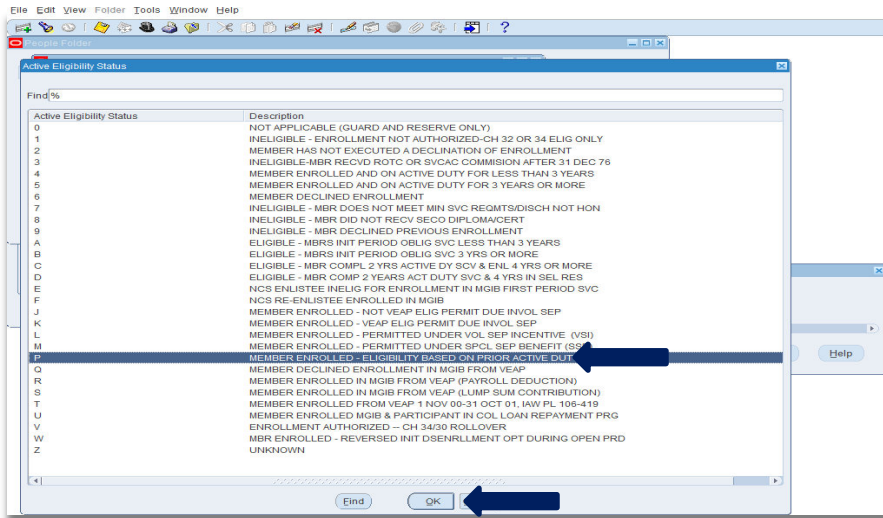 File Edit View Folder Tools Window Help
People Folder
Active Eligibility Status
Find %
Active Eligibility Status Description
0 NOT APPLICABLE (GUARD AND RESERVE ONLY)
1 INELIGIBLE - ENROLLMENT NOT AUTHORIZED-CH 32 OR 34 ELIG ONLY
2 MEMBER HAS NOT EXECUTED A DECLINATION OF ENROLLMENT
3 INELIGIBLE-MBR RECVD ROTC OR SVCAC COMMISION AFTER 31 DEC 76
4 MEMBER ENROLLED AND ON ACTIVE DUTY FOR LESS THAN 3 YEARS
5 MEMBER ENROLLED AND ON ACTIVE DUTY FOR 3 YEARS OR MORE
6 MEMBER DECLINED ENROLLMENT
7 INELIGIBLE - MBR DOES NOT MEET MIN SVC REQMTS/DISCH NOT HON
8 INELIGIBLE - MBR DID NOT RECV SECO DIPLOMA/CERT
9 INELIGIBLE - MBR DECLINED PREVIOUS ENROLLMENT
A ELIGIBLE - MBRS INIT PERIOD OBLIG SVC LESS THAN 3 YEARS
B ELIGIBLE - MBRS INIT PERIOD OBLIG SVC 3 YRS OR MORE
C ELIGIBLE - MBR COMPL 2 YRS ACTIVE DY SCV & ENL 4 YRS OR MORE
D ELIGIBLE - MBR COMP 2 YEARS ACT DUTY SVC & 4 YRS IN SEL RES
E NCS ENLISTEE INELIG FOR ENROLLMENT IN MGIB FIRST PERIOD SVC
F NCS RE-ENLISTEE ENROLLED IN MGIB
J MEMBER ENROLLED - NOT VEAP ELIG PERMIT DUE INVOL SEP
K MEMBER ENROLLED - VEAP ELIG PERMIT DUE INVOL SEP
L MEMBER ENROLLED - PERMITTED UNDER VOL SEP INCENTIVE (VSI)
M MEMBER ENROLLED - PERMITTED UNDER SPCL SEP BENEFIT (SS
P MEMBER ENROLLED - ELIGIBILITY BASED ON PRIOR ACTIVE DUT
Q MEMBER DECLINED ENROLLMENT IN MGIB FROM VEAP
R MEMBER ENROLLED IN MGIB FROM VEAP (PAYROLL DEDUCTION)
S MEMBER ENROLLED IN MGIB FROM VEAP (LUMP SUM CONTRIBUTION)
T MEMBER ENROLLED FROM VEAP 1 NOV 00-31 OCT 01, IAW PL 106-419
U MEMBER ENROLLED MGIB & PARTICIPANT IN COL LOAN REPAYMENT PRG
V ENROLLMENT AUTHORIZED -- CH 34/30 ROLLOVER
W MBR ENROLLED - REVERSED INIT DSENRLLMENT OPT DURING OPEN PRD
Z UNKNOWN
Help
Find OK